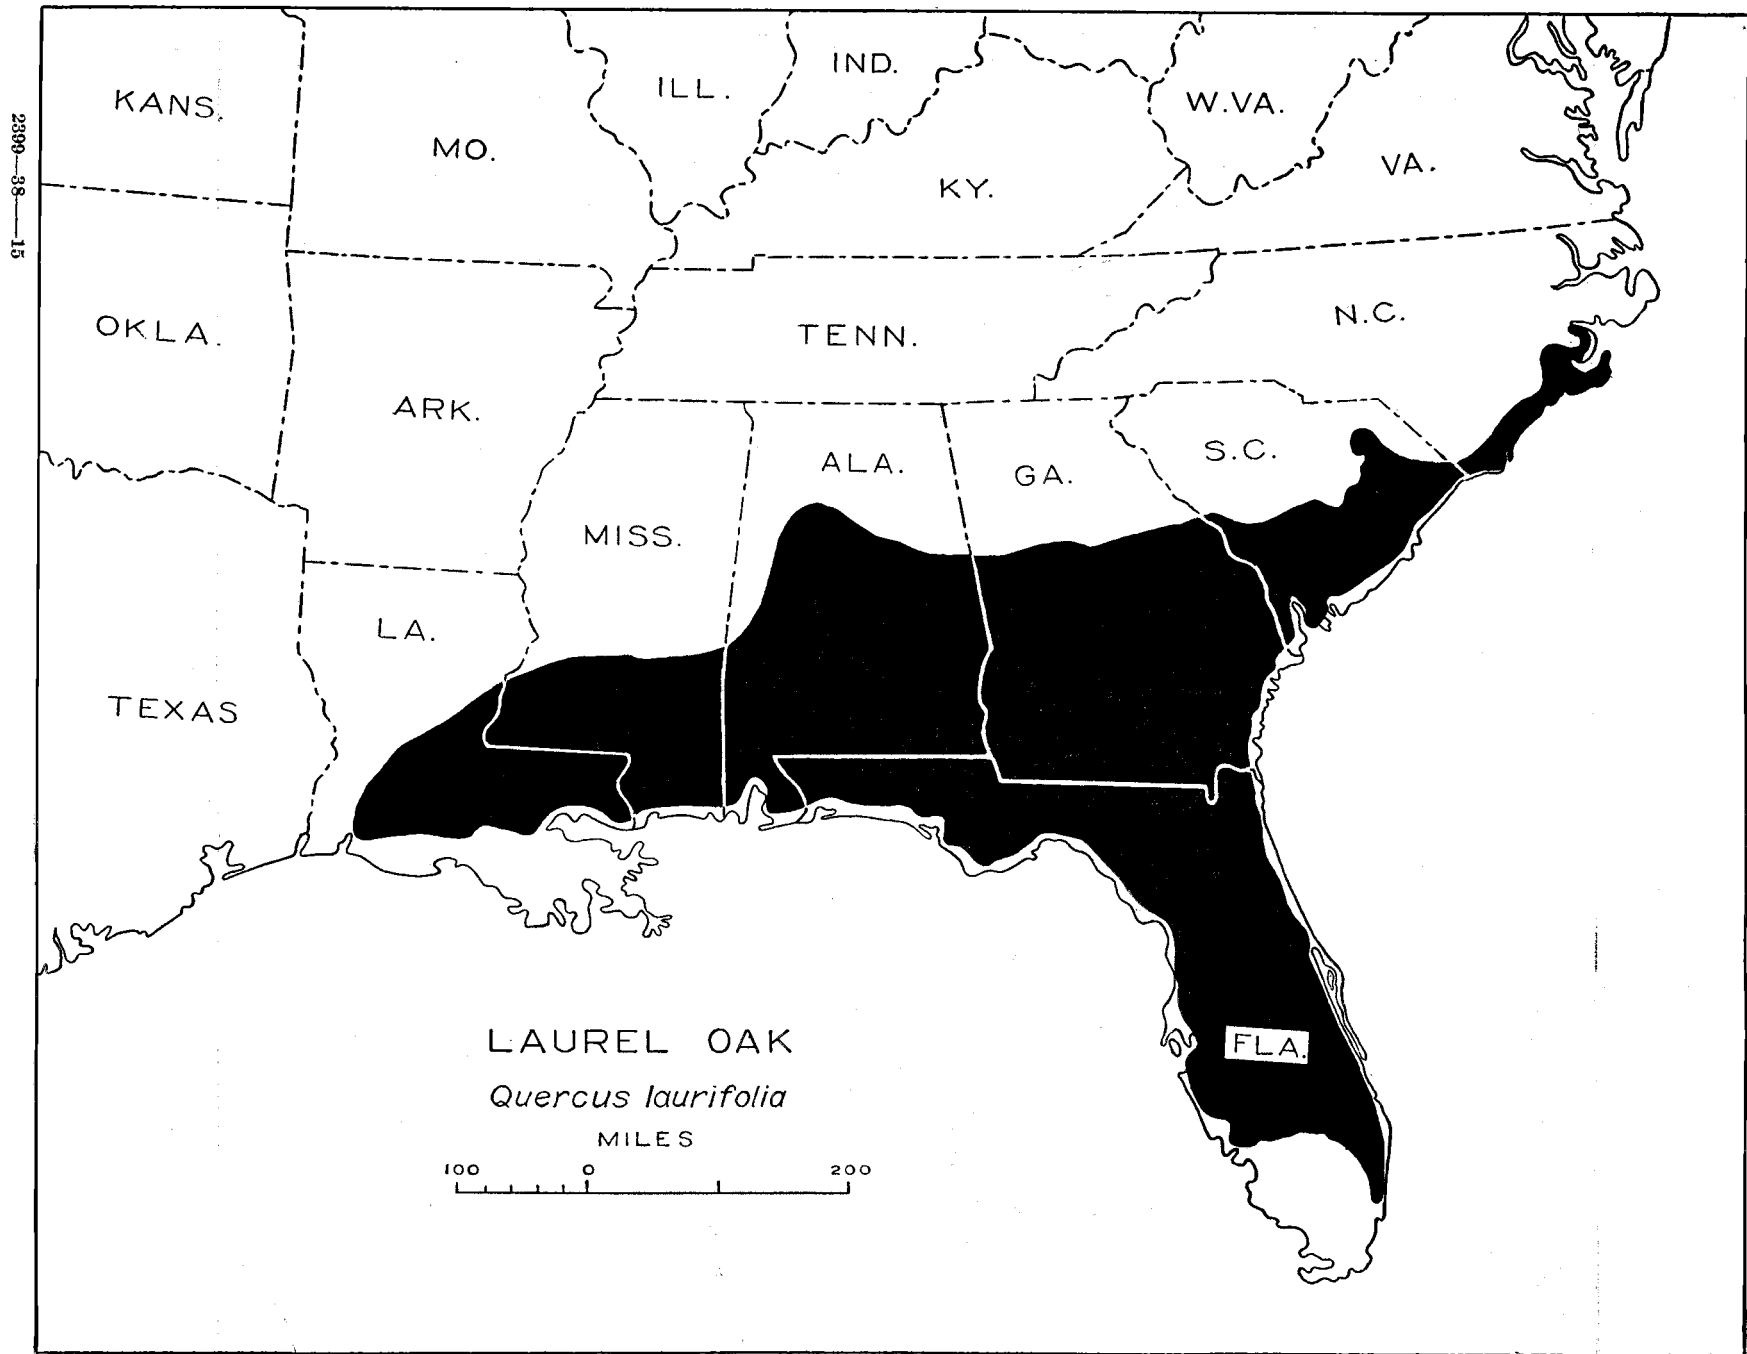 2399—38——15
KANS.
MO.
ILL.
IND.
W.VA.
VA.
KY.
OKLA.
ARK.
TENN.
N.C.
MISS.
ALA.
GA.
S.C.
LA.
TEXAS
FLA.
LAUREL OAK
Quercus laurifolia
MILES
100 0 200